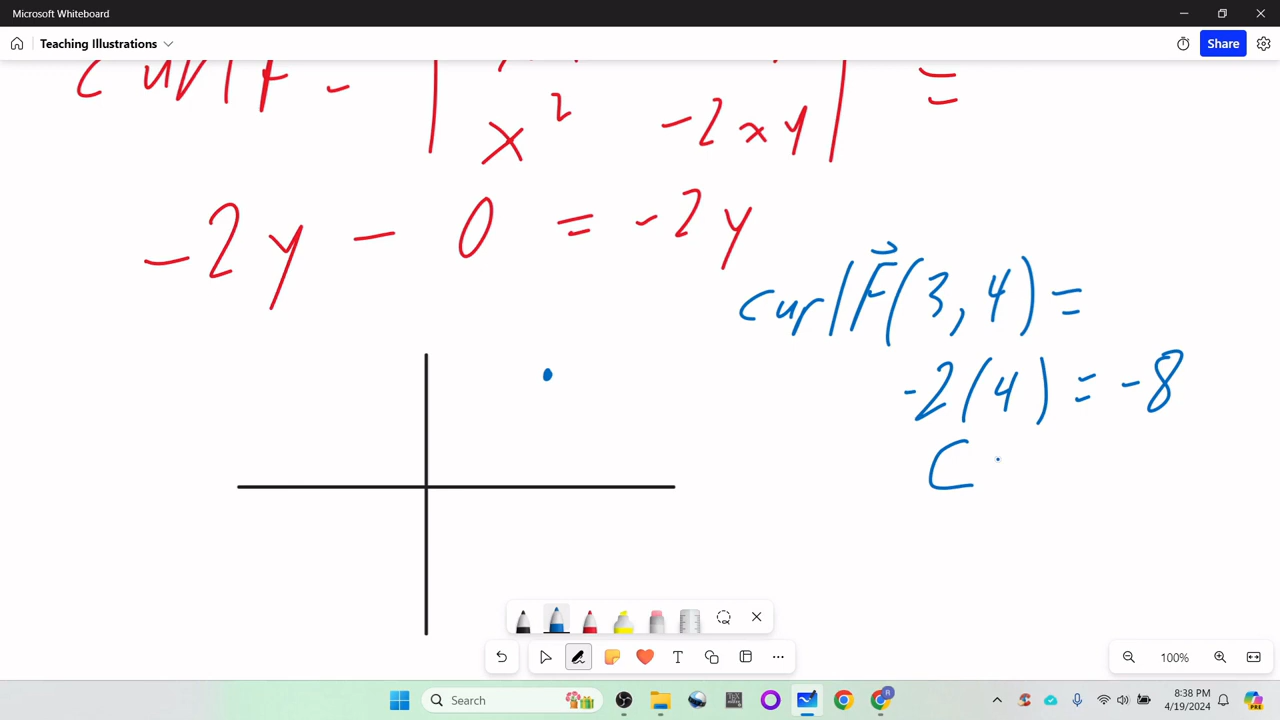 Microsoft Whiteboard
Teaching Illustrations
Share
curl F =
x² -2xy
=
-2y - 0 = -2y
curl F⃗(3, 4) =
-2(4) = -8
C
100%
Search
8:38 PM
4/19/2024